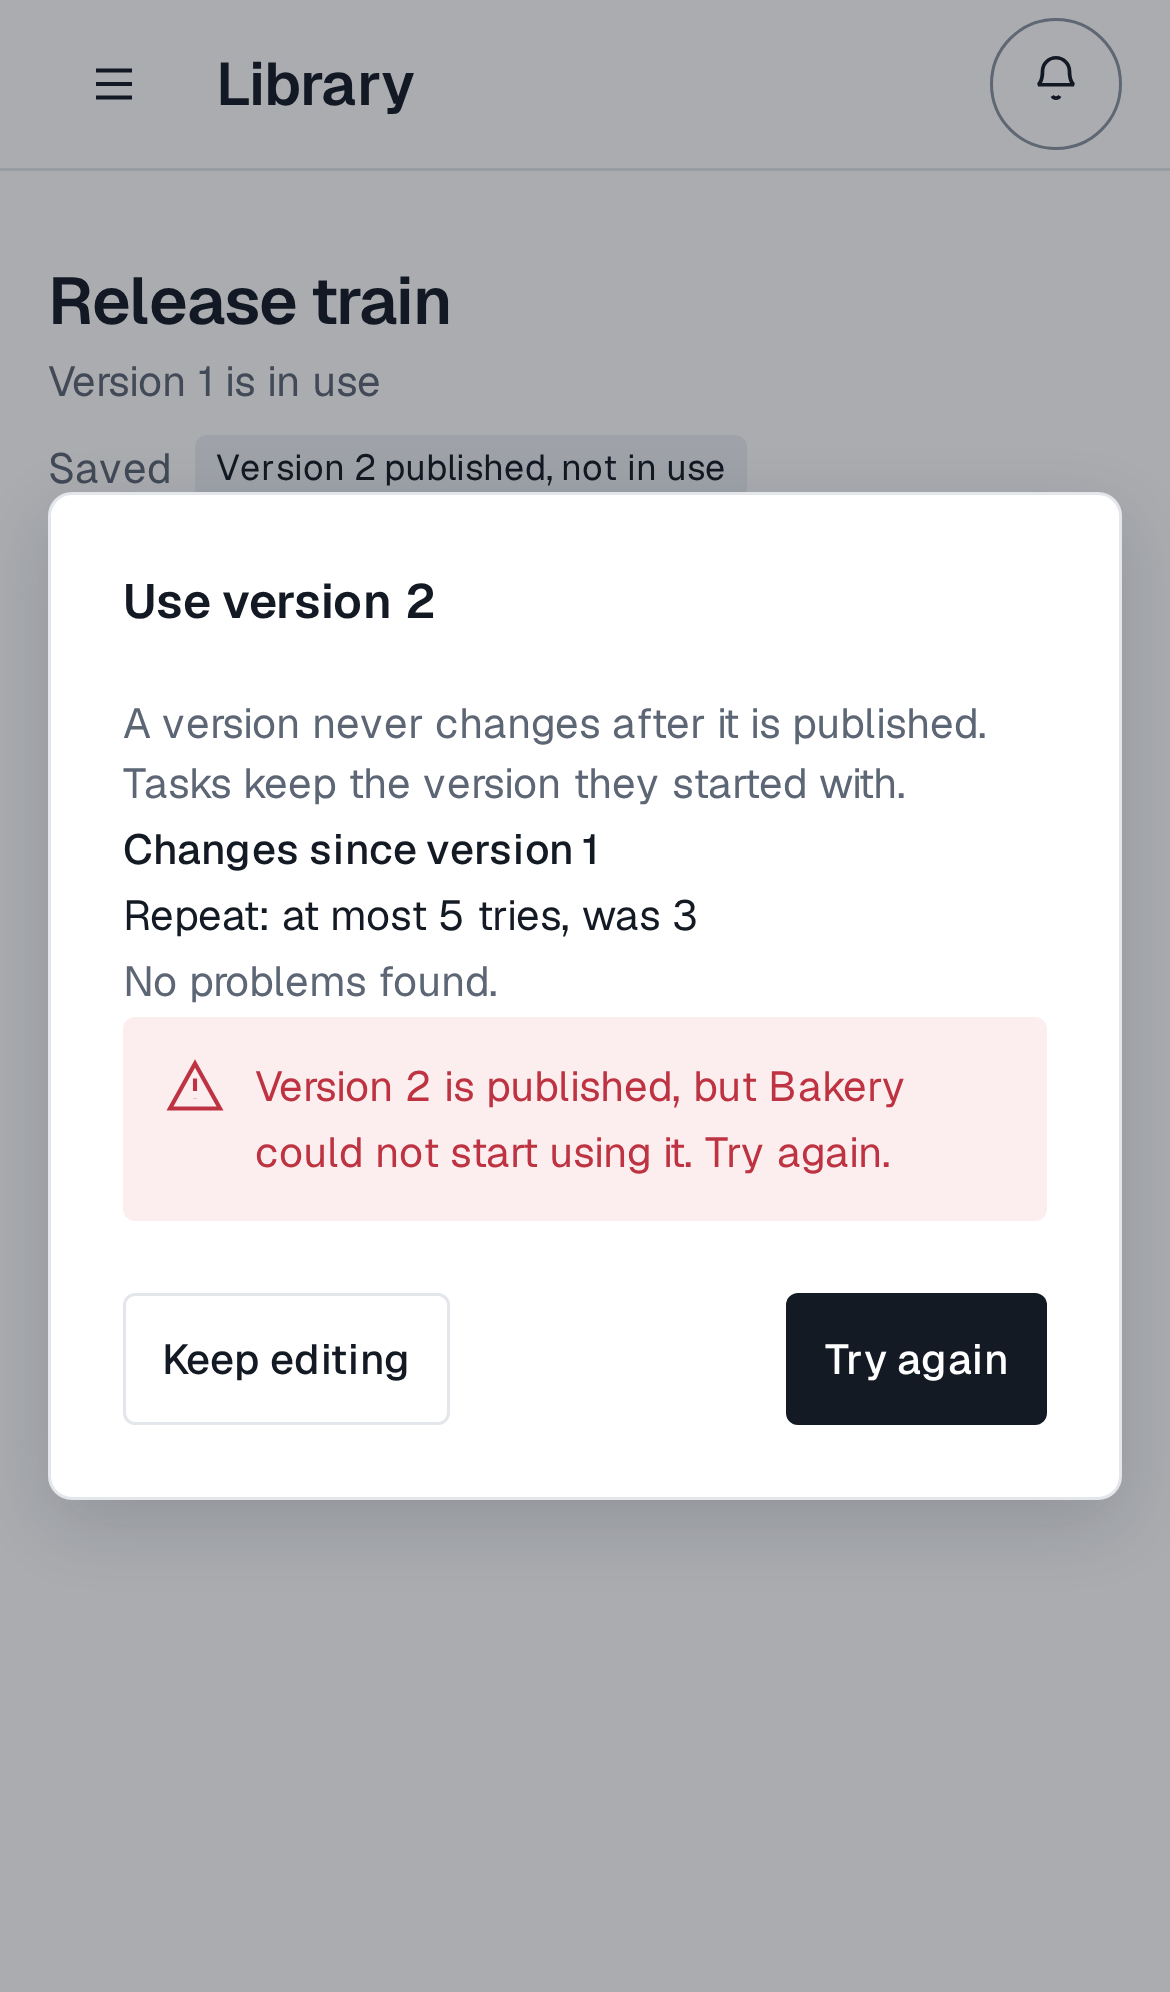 Library
Release train
Version 1 is in use
Saved
Version 2 published, not in use
Use version 2
A version never changes after it is published.
Tasks keep the version they started with.
Changes since version 1
Repeat: at most 5 tries, was 3
No problems found.
Version 2 is published, but Bakery
could not start using it. Try again.
Keep editing
Try again